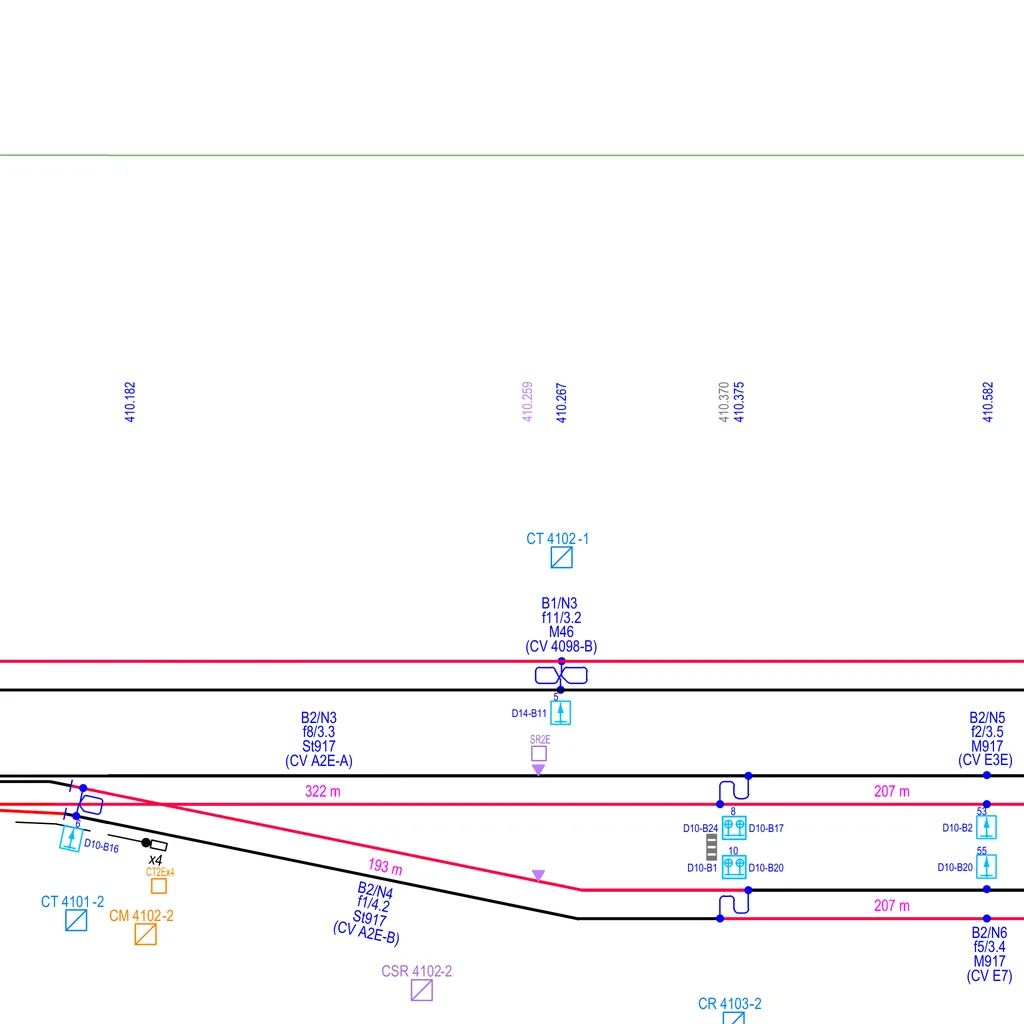 410.182
410.259
410.267
410.370
410.375
410.582
CT 4102-1
B1/N3
f11/3.2
M46
(CV 4098-B)
5
D14-B11
SR2E
B2/N3
f8/3.3
St917
(CV A2E-A)
322 m
B2/N5
f2/3.5
M917
(CV E3E)
207 m
8
D10-B24
D10-B17
53
D10-B2
6
D10-B16
x4
CT2Ex4
10
D10-B1
D10-B20
55
D10-B20
193 m
B2/N4
f1/4.2
St917
(CV A2E-B)
CT 4101-2
CM 4102-2
207 m
B2/N6
f5/3.4
M917
(CV E7)
CSR 4102-2
CR 4103-2